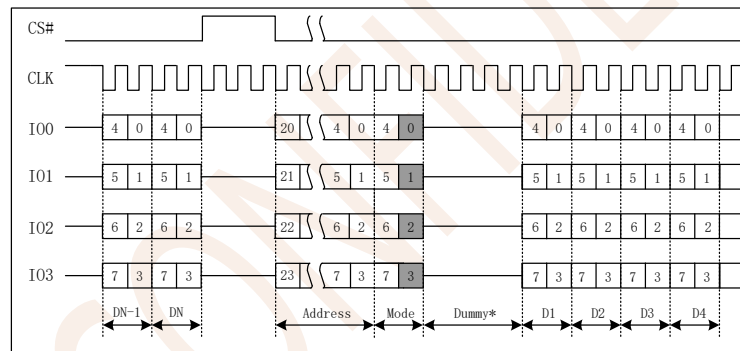 CS#
CLK
IO0 4 0 4 0 20 4 0 4 0 4 0 4 0 4 0 4 0
IO1 5 1 5 1 21 5 1 5 1 5 1 5 1 5 1 5 1
IO2 6 2 6 2 22 6 2 6 2 6 2 6 2 6 2 6 2
IO3 7 3 7 3 23 7 3 7 3 7 3 7 3 7 3 7 3
DN-1 DN Address Mode Dummy* D1 D2 D3 D4